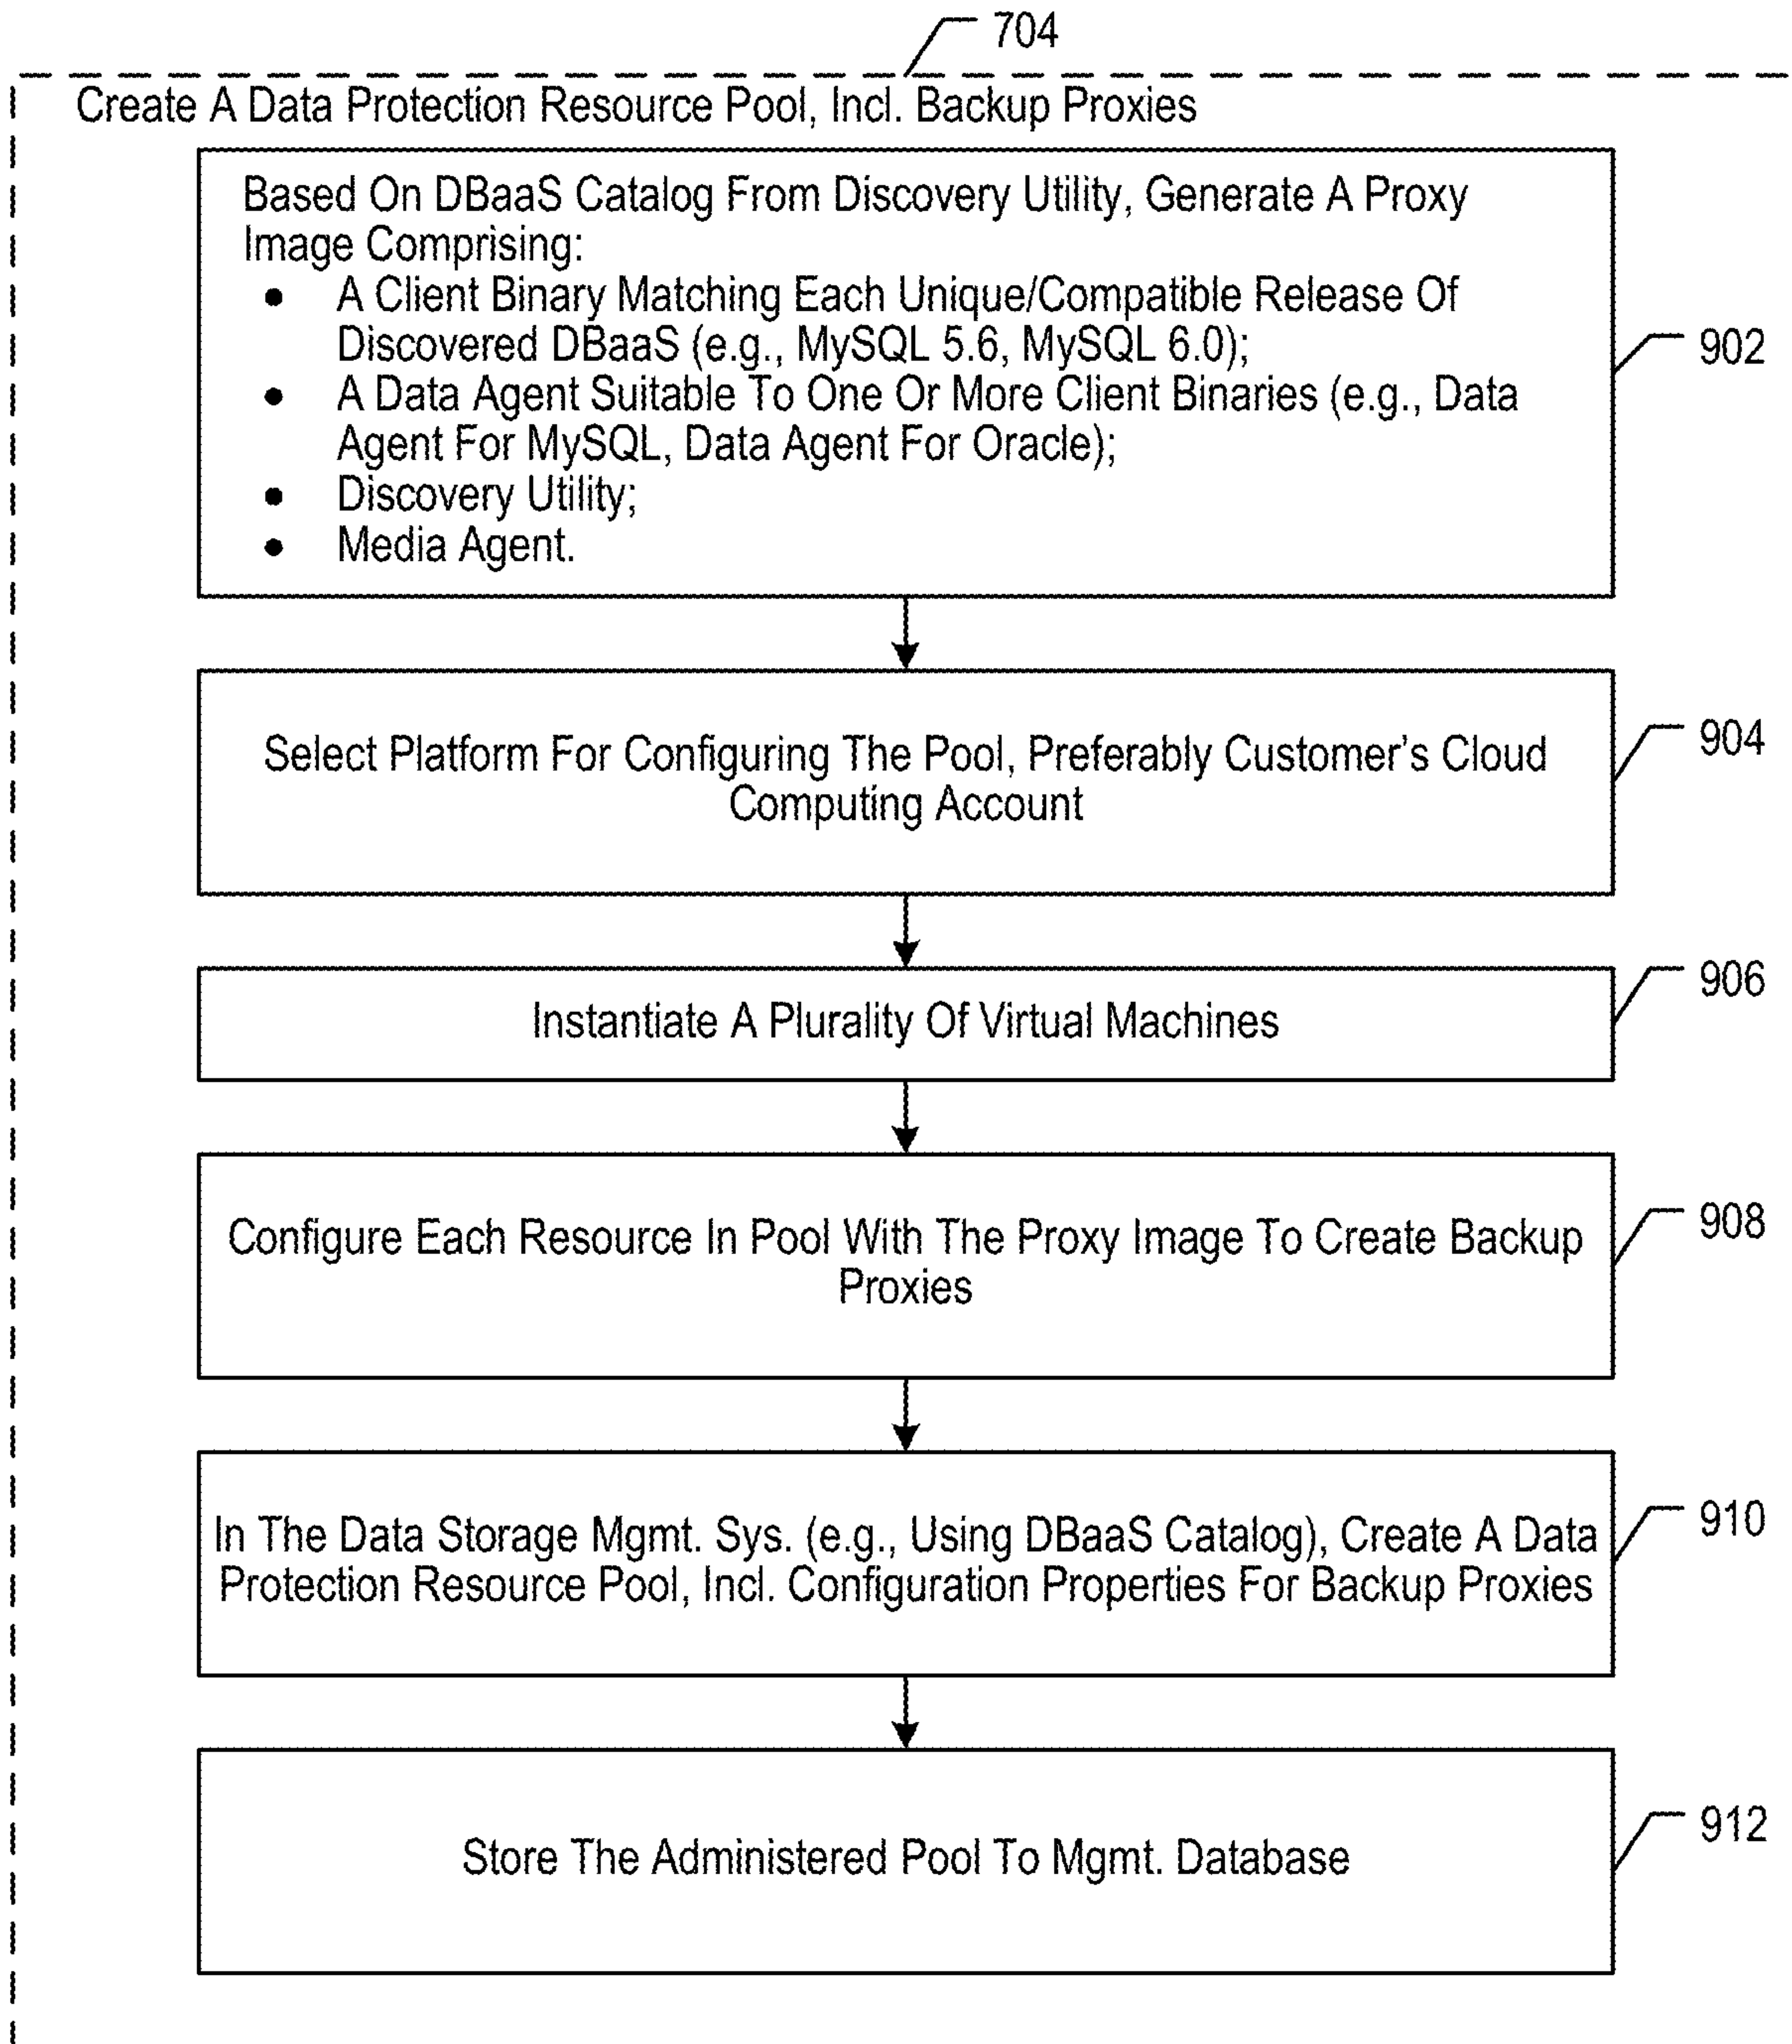 704
Create A Data Protection Resource Pool, Incl. Backup Proxies
Based On DBaaS Catalog From Discovery Utility, Generate A Proxy
Image Comprising:
• A Client Binary Matching Each Unique/Compatible Release Of
Discovered DBaaS (e.g., MySQL 5.6, MySQL 6.0);
• A Data Agent Suitable To One Or More Client Binaries (e.g., Data
Agent For MySQL, Data Agent For Oracle);
• Discovery Utility;
• Media Agent.
902
Select Platform For Configuring The Pool, Preferably Customer's Cloud
Computing Account
904
Instantiate A Plurality Of Virtual Machines
906
Configure Each Resource In Pool With The Proxy Image To Create Backup
Proxies
908
In The Data Storage Mgmt. Sys. (e.g., Using DBaaS Catalog), Create A Data
Protection Resource Pool, Incl. Configuration Properties For Backup Proxies
910
Store The Administered Pool To Mgmt. Database
912